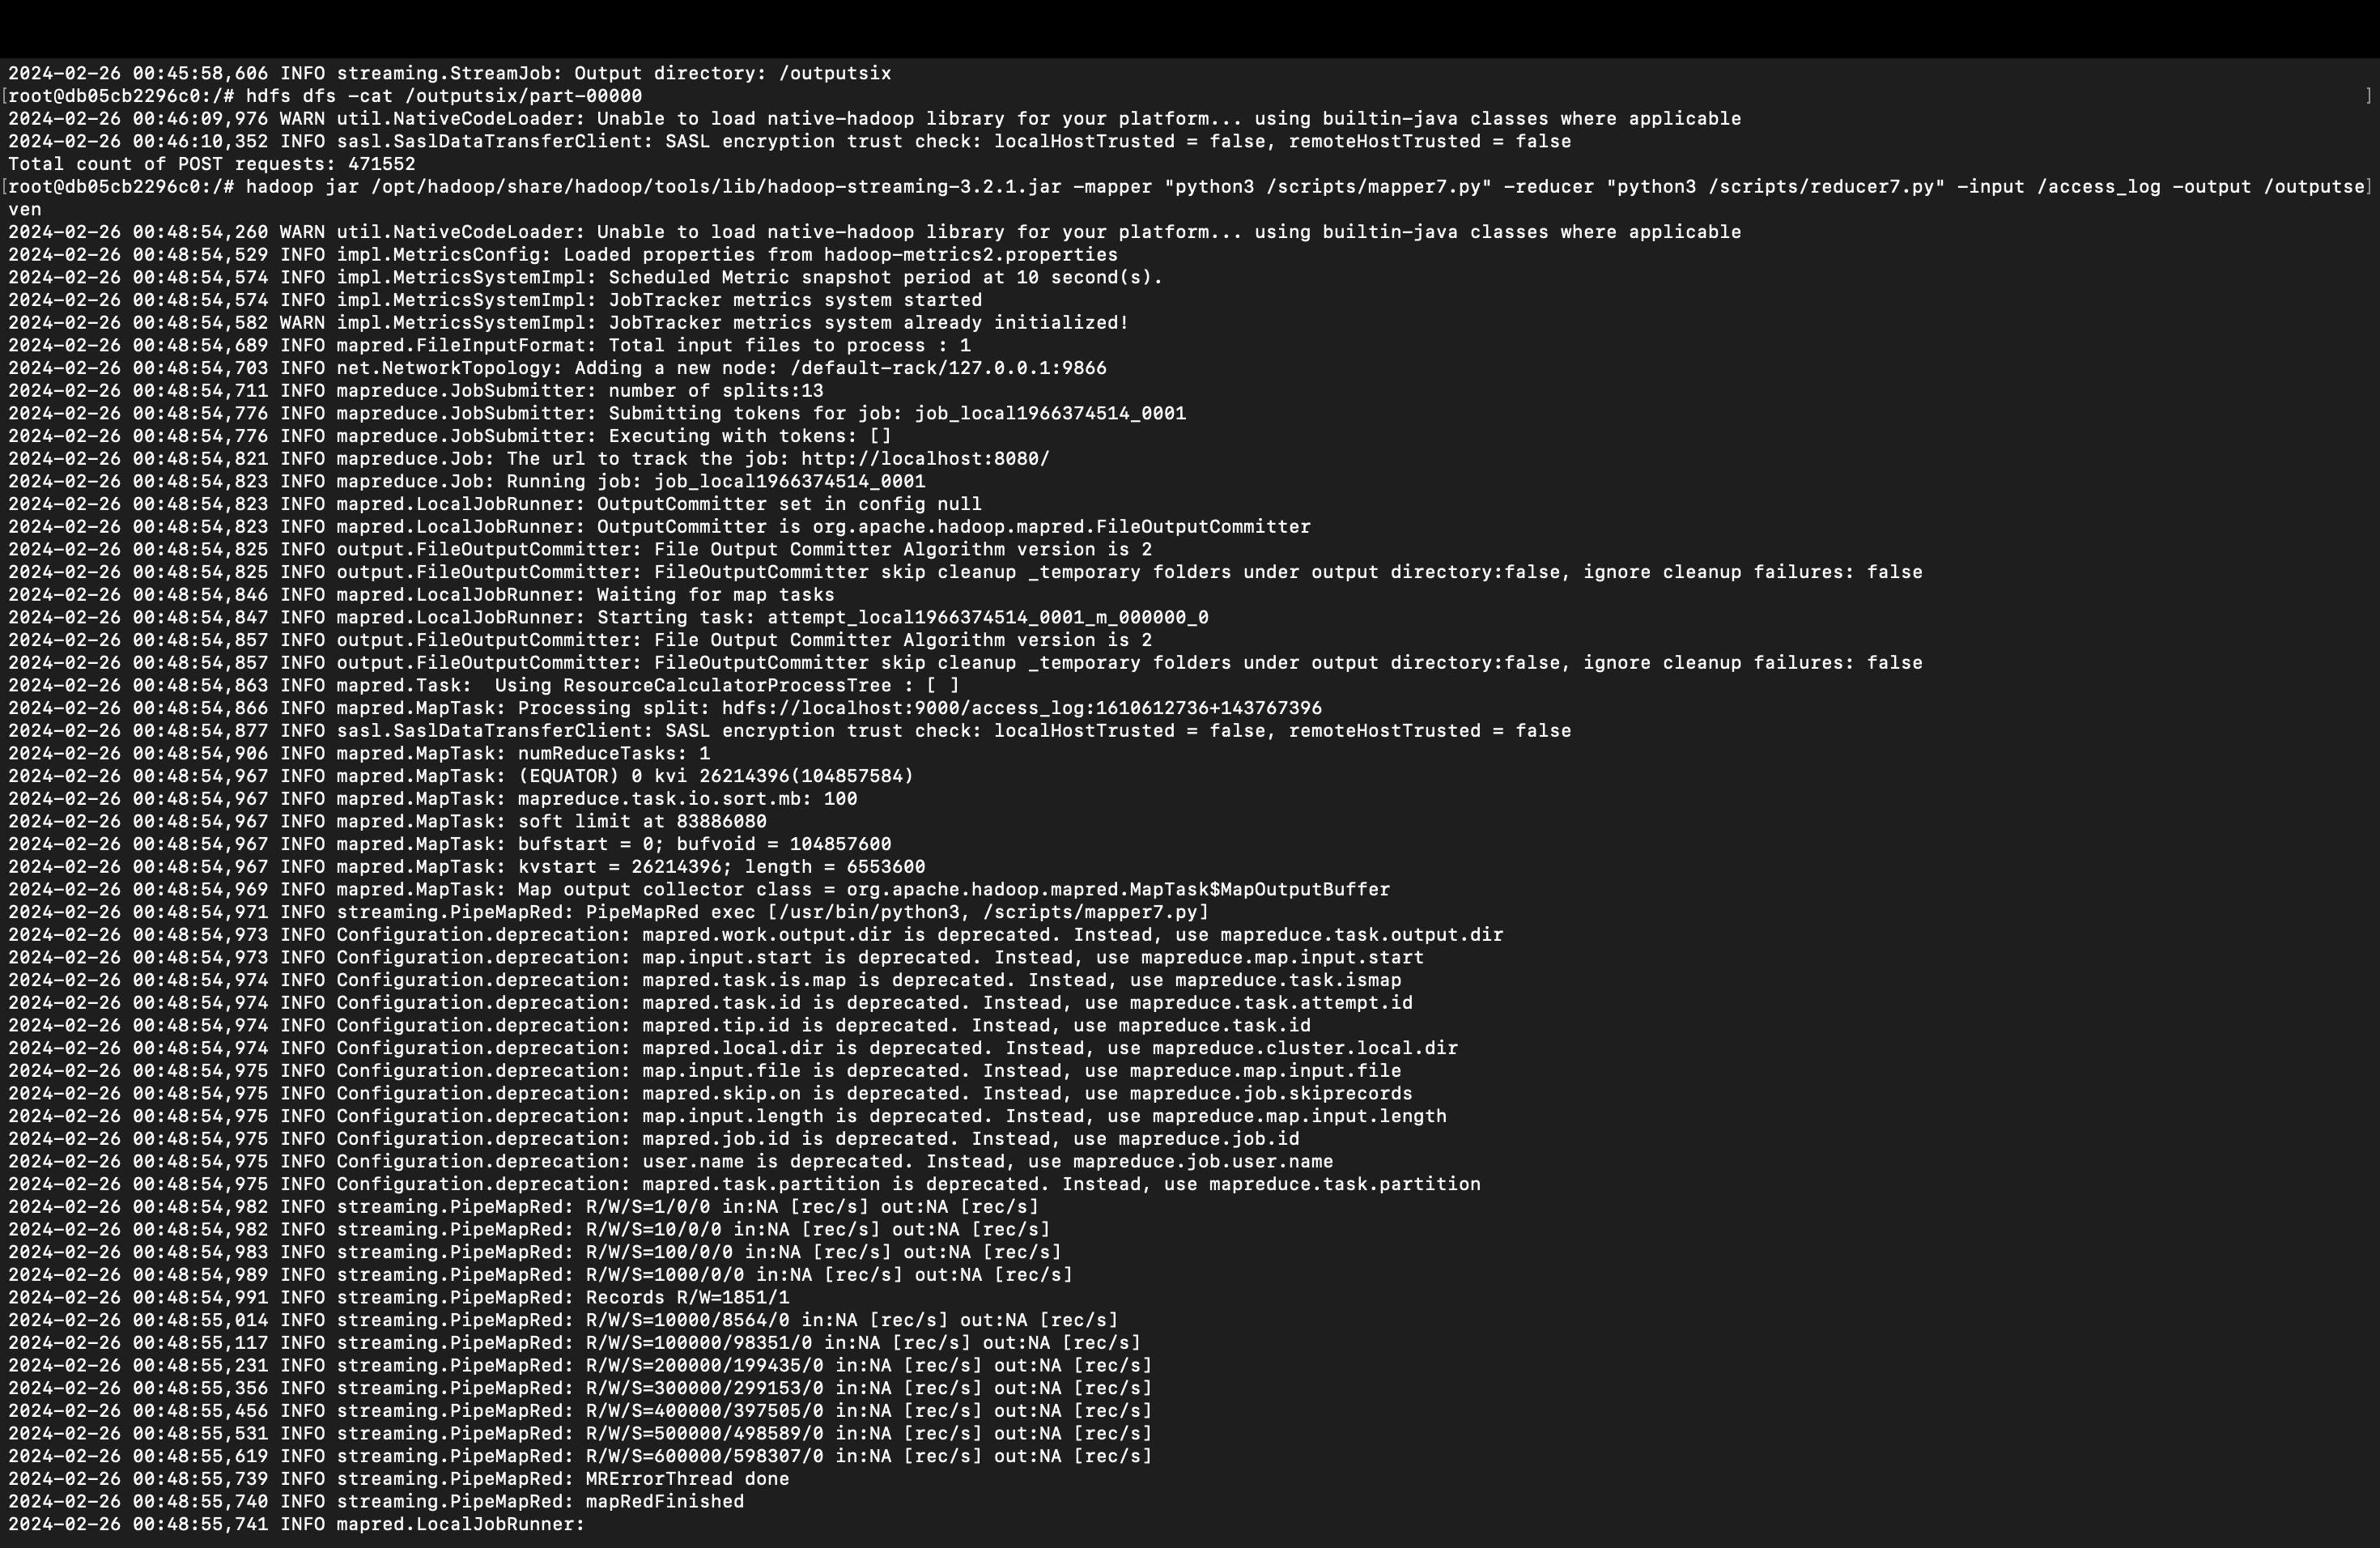 2024-02-26 00:45:58,606 INFO streaming.StreamJob: Output directory: /outputsix
[root@db05cb2296c0:/# hdfs dfs -cat /outputsix/part-00000 ]
2024-02-26 00:46:09,976 WARN util.NativeCodeLoader: Unable to load native-hadoop library for your platform... using builtin-java classes where applicable
2024-02-26 00:46:10,352 INFO sasl.SaslDataTransferClient: SASL encryption trust check: localHostTrusted = false, remoteHostTrusted = false
Total count of POST requests: 471552
[root@db05cb2296c0:/# hadoop jar /opt/hadoop/share/hadoop/tools/lib/hadoop-streaming-3.2.1.jar -mapper "python3 /scripts/mapper7.py" -reducer "python3 /scripts/reducer7.py" -input /access_log -output /outputse]
ven
2024-02-26 00:48:54,260 WARN util.NativeCodeLoader: Unable to load native-hadoop library for your platform... using builtin-java classes where applicable
2024-02-26 00:48:54,529 INFO impl.MetricsConfig: Loaded properties from hadoop-metrics2.properties
2024-02-26 00:48:54,574 INFO impl.MetricsSystemImpl: Scheduled Metric snapshot period at 10 second(s).
2024-02-26 00:48:54,574 INFO impl.MetricsSystemImpl: JobTracker metrics system started
2024-02-26 00:48:54,582 WARN impl.MetricsSystemImpl: JobTracker metrics system already initialized!
2024-02-26 00:48:54,689 INFO mapred.FileInputFormat: Total input files to process : 1
2024-02-26 00:48:54,703 INFO net.NetworkTopology: Adding a new node: /default-rack/127.0.0.1:9866
2024-02-26 00:48:54,711 INFO mapreduce.JobSubmitter: number of splits:13
2024-02-26 00:48:54,776 INFO mapreduce.JobSubmitter: Submitting tokens for job: job_local1966374514_0001
2024-02-26 00:48:54,776 INFO mapreduce.JobSubmitter: Executing with tokens: []
2024-02-26 00:48:54,821 INFO mapreduce.Job: The url to track the job: http://localhost:8080/
2024-02-26 00:48:54,823 INFO mapreduce.Job: Running job: job_local1966374514_0001
2024-02-26 00:48:54,823 INFO mapred.LocalJobRunner: OutputCommitter set in config null
2024-02-26 00:48:54,823 INFO mapred.LocalJobRunner: OutputCommitter is org.apache.hadoop.mapred.FileOutputCommitter
2024-02-26 00:48:54,825 INFO output.FileOutputCommitter: File Output Committer Algorithm version is 2
2024-02-26 00:48:54,825 INFO output.FileOutputCommitter: FileOutputCommitter skip cleanup _temporary folders under output directory:false, ignore cleanup failures: false
2024-02-26 00:48:54,846 INFO mapred.LocalJobRunner: Waiting for map tasks
2024-02-26 00:48:54,847 INFO mapred.LocalJobRunner: Starting task: attempt_local1966374514_0001_m_000000_0
2024-02-26 00:48:54,857 INFO output.FileOutputCommitter: File Output Committer Algorithm version is 2
2024-02-26 00:48:54,857 INFO output.FileOutputCommitter: FileOutputCommitter skip cleanup _temporary folders under output directory:false, ignore cleanup failures: false
2024-02-26 00:48:54,863 INFO mapred.Task:  Using ResourceCalculatorProcessTree : [ ]
2024-02-26 00:48:54,866 INFO mapred.MapTask: Processing split: hdfs://localhost:9000/access_log:1610612736+143767396
2024-02-26 00:48:54,877 INFO sasl.SaslDataTransferClient: SASL encryption trust check: localHostTrusted = false, remoteHostTrusted = false
2024-02-26 00:48:54,906 INFO mapred.MapTask: numReduceTasks: 1
2024-02-26 00:48:54,967 INFO mapred.MapTask: (EQUATOR) 0 kvi 26214396(104857584)
2024-02-26 00:48:54,967 INFO mapred.MapTask: mapreduce.task.io.sort.mb: 100
2024-02-26 00:48:54,967 INFO mapred.MapTask: soft limit at 83886080
2024-02-26 00:48:54,967 INFO mapred.MapTask: bufstart = 0; bufvoid = 104857600
2024-02-26 00:48:54,967 INFO mapred.MapTask: kvstart = 26214396; length = 6553600
2024-02-26 00:48:54,969 INFO mapred.MapTask: Map output collector class = org.apache.hadoop.mapred.MapTask$MapOutputBuffer
2024-02-26 00:48:54,971 INFO streaming.PipeMapRed: PipeMapRed exec [/usr/bin/python3, /scripts/mapper7.py]
2024-02-26 00:48:54,973 INFO Configuration.deprecation: mapred.work.output.dir is deprecated. Instead, use mapreduce.task.output.dir
2024-02-26 00:48:54,973 INFO Configuration.deprecation: map.input.start is deprecated. Instead, use mapreduce.map.input.start
2024-02-26 00:48:54,974 INFO Configuration.deprecation: mapred.task.is.map is deprecated. Instead, use mapreduce.task.ismap
2024-02-26 00:48:54,974 INFO Configuration.deprecation: mapred.task.id is deprecated. Instead, use mapreduce.task.attempt.id
2024-02-26 00:48:54,974 INFO Configuration.deprecation: mapred.tip.id is deprecated. Instead, use mapreduce.task.id
2024-02-26 00:48:54,974 INFO Configuration.deprecation: mapred.local.dir is deprecated. Instead, use mapreduce.cluster.local.dir
2024-02-26 00:48:54,975 INFO Configuration.deprecation: map.input.file is deprecated. Instead, use mapreduce.map.input.file
2024-02-26 00:48:54,975 INFO Configuration.deprecation: mapred.skip.on is deprecated. Instead, use mapreduce.job.skiprecords
2024-02-26 00:48:54,975 INFO Configuration.deprecation: map.input.length is deprecated. Instead, use mapreduce.map.input.length
2024-02-26 00:48:54,975 INFO Configuration.deprecation: mapred.job.id is deprecated. Instead, use mapreduce.job.id
2024-02-26 00:48:54,975 INFO Configuration.deprecation: user.name is deprecated. Instead, use mapreduce.job.user.name
2024-02-26 00:48:54,975 INFO Configuration.deprecation: mapred.task.partition is deprecated. Instead, use mapreduce.task.partition
2024-02-26 00:48:54,982 INFO streaming.PipeMapRed: R/W/S=1/0/0 in:NA [rec/s] out:NA [rec/s]
2024-02-26 00:48:54,982 INFO streaming.PipeMapRed: R/W/S=10/0/0 in:NA [rec/s] out:NA [rec/s]
2024-02-26 00:48:54,983 INFO streaming.PipeMapRed: R/W/S=100/0/0 in:NA [rec/s] out:NA [rec/s]
2024-02-26 00:48:54,989 INFO streaming.PipeMapRed: R/W/S=1000/0/0 in:NA [rec/s] out:NA [rec/s]
2024-02-26 00:48:54,991 INFO streaming.PipeMapRed: Records R/W=1851/1
2024-02-26 00:48:55,014 INFO streaming.PipeMapRed: R/W/S=10000/8564/0 in:NA [rec/s] out:NA [rec/s]
2024-02-26 00:48:55,117 INFO streaming.PipeMapRed: R/W/S=100000/98351/0 in:NA [rec/s] out:NA [rec/s]
2024-02-26 00:48:55,231 INFO streaming.PipeMapRed: R/W/S=200000/199435/0 in:NA [rec/s] out:NA [rec/s]
2024-02-26 00:48:55,356 INFO streaming.PipeMapRed: R/W/S=300000/299153/0 in:NA [rec/s] out:NA [rec/s]
2024-02-26 00:48:55,456 INFO streaming.PipeMapRed: R/W/S=400000/397505/0 in:NA [rec/s] out:NA [rec/s]
2024-02-26 00:48:55,531 INFO streaming.PipeMapRed: R/W/S=500000/498589/0 in:NA [rec/s] out:NA [rec/s]
2024-02-26 00:48:55,619 INFO streaming.PipeMapRed: R/W/S=600000/598307/0 in:NA [rec/s] out:NA [rec/s]
2024-02-26 00:48:55,739 INFO streaming.PipeMapRed: MRErrorThread done
2024-02-26 00:48:55,740 INFO streaming.PipeMapRed: mapRedFinished
2024-02-26 00:48:55,741 INFO mapred.LocalJobRunner: